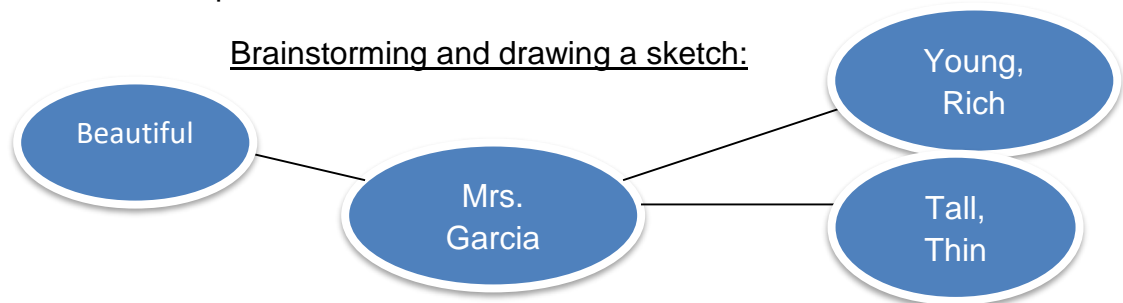 Brainstorming and drawing a sketch:
Young,
Rich
Beautiful
Mrs.
Garcia
Tall,
Thin